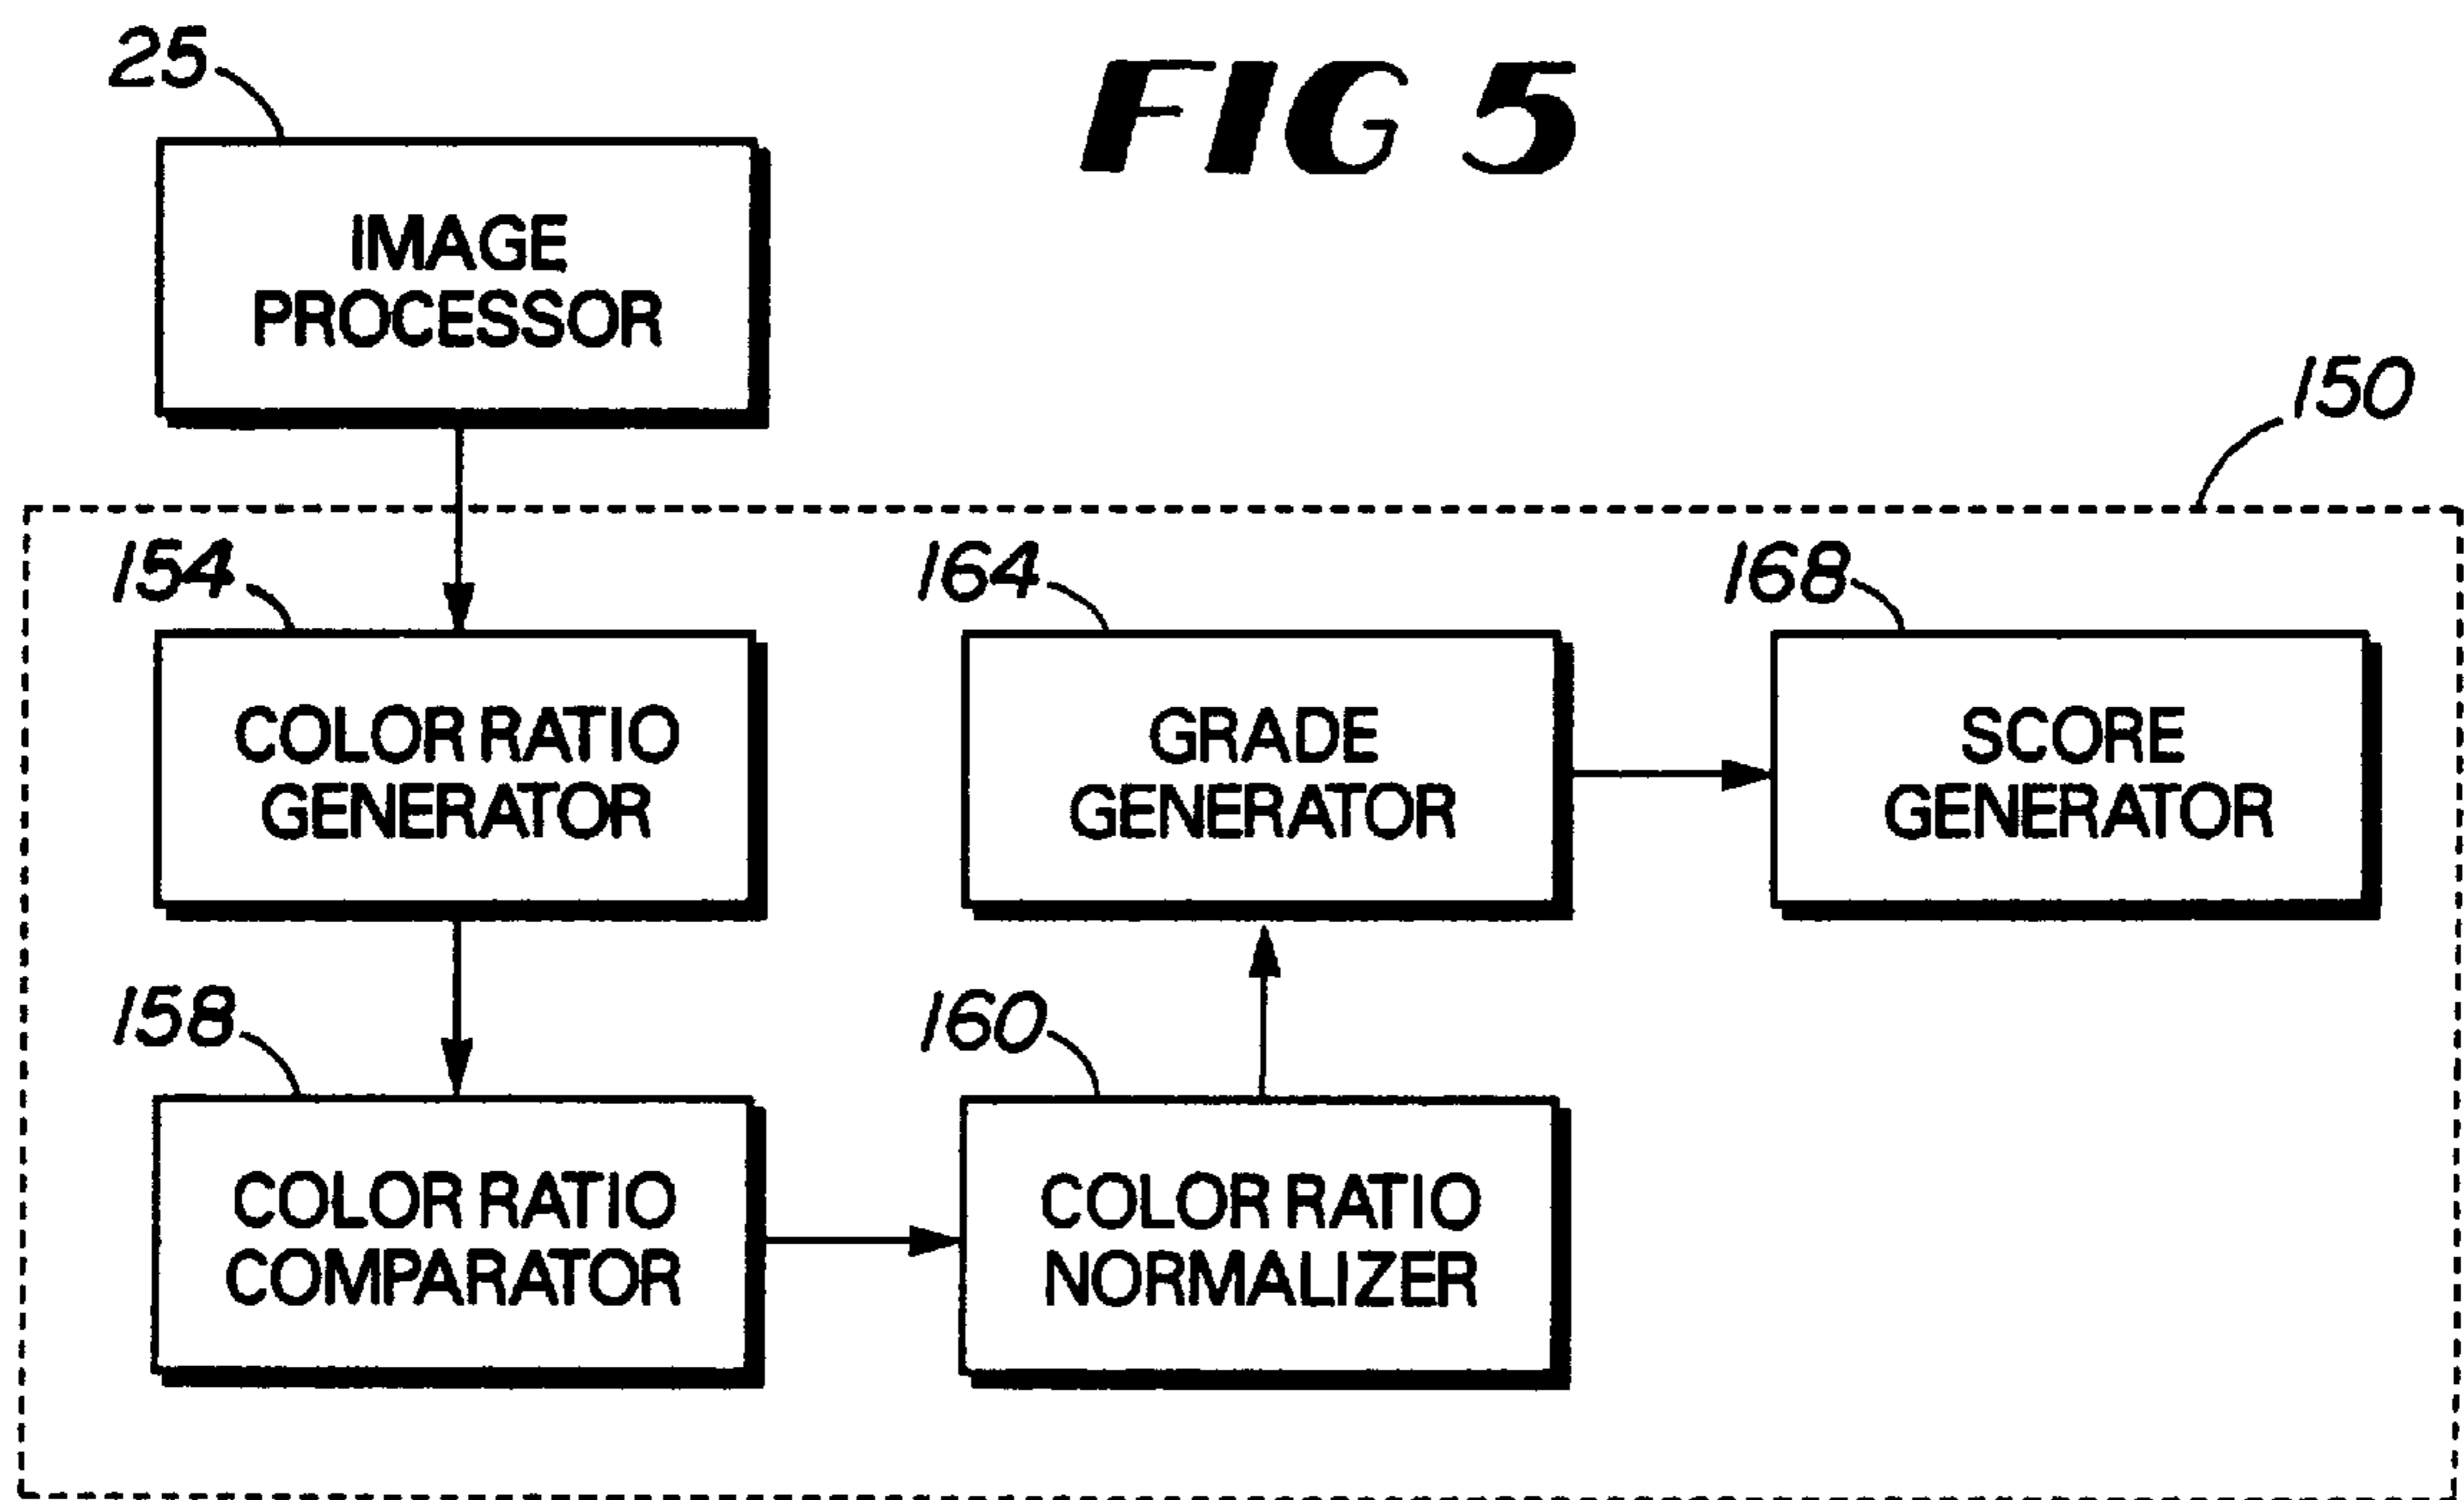 25
FIG 5
IMAGE
PROCESSOR
150
154
COLOR RATIO
GENERATOR
164
GRADE
GENERATOR
168
SCORE
GENERATOR
158
COLOR RATIO
COMPARATOR
160
COLOR RATIO
NORMALIZER